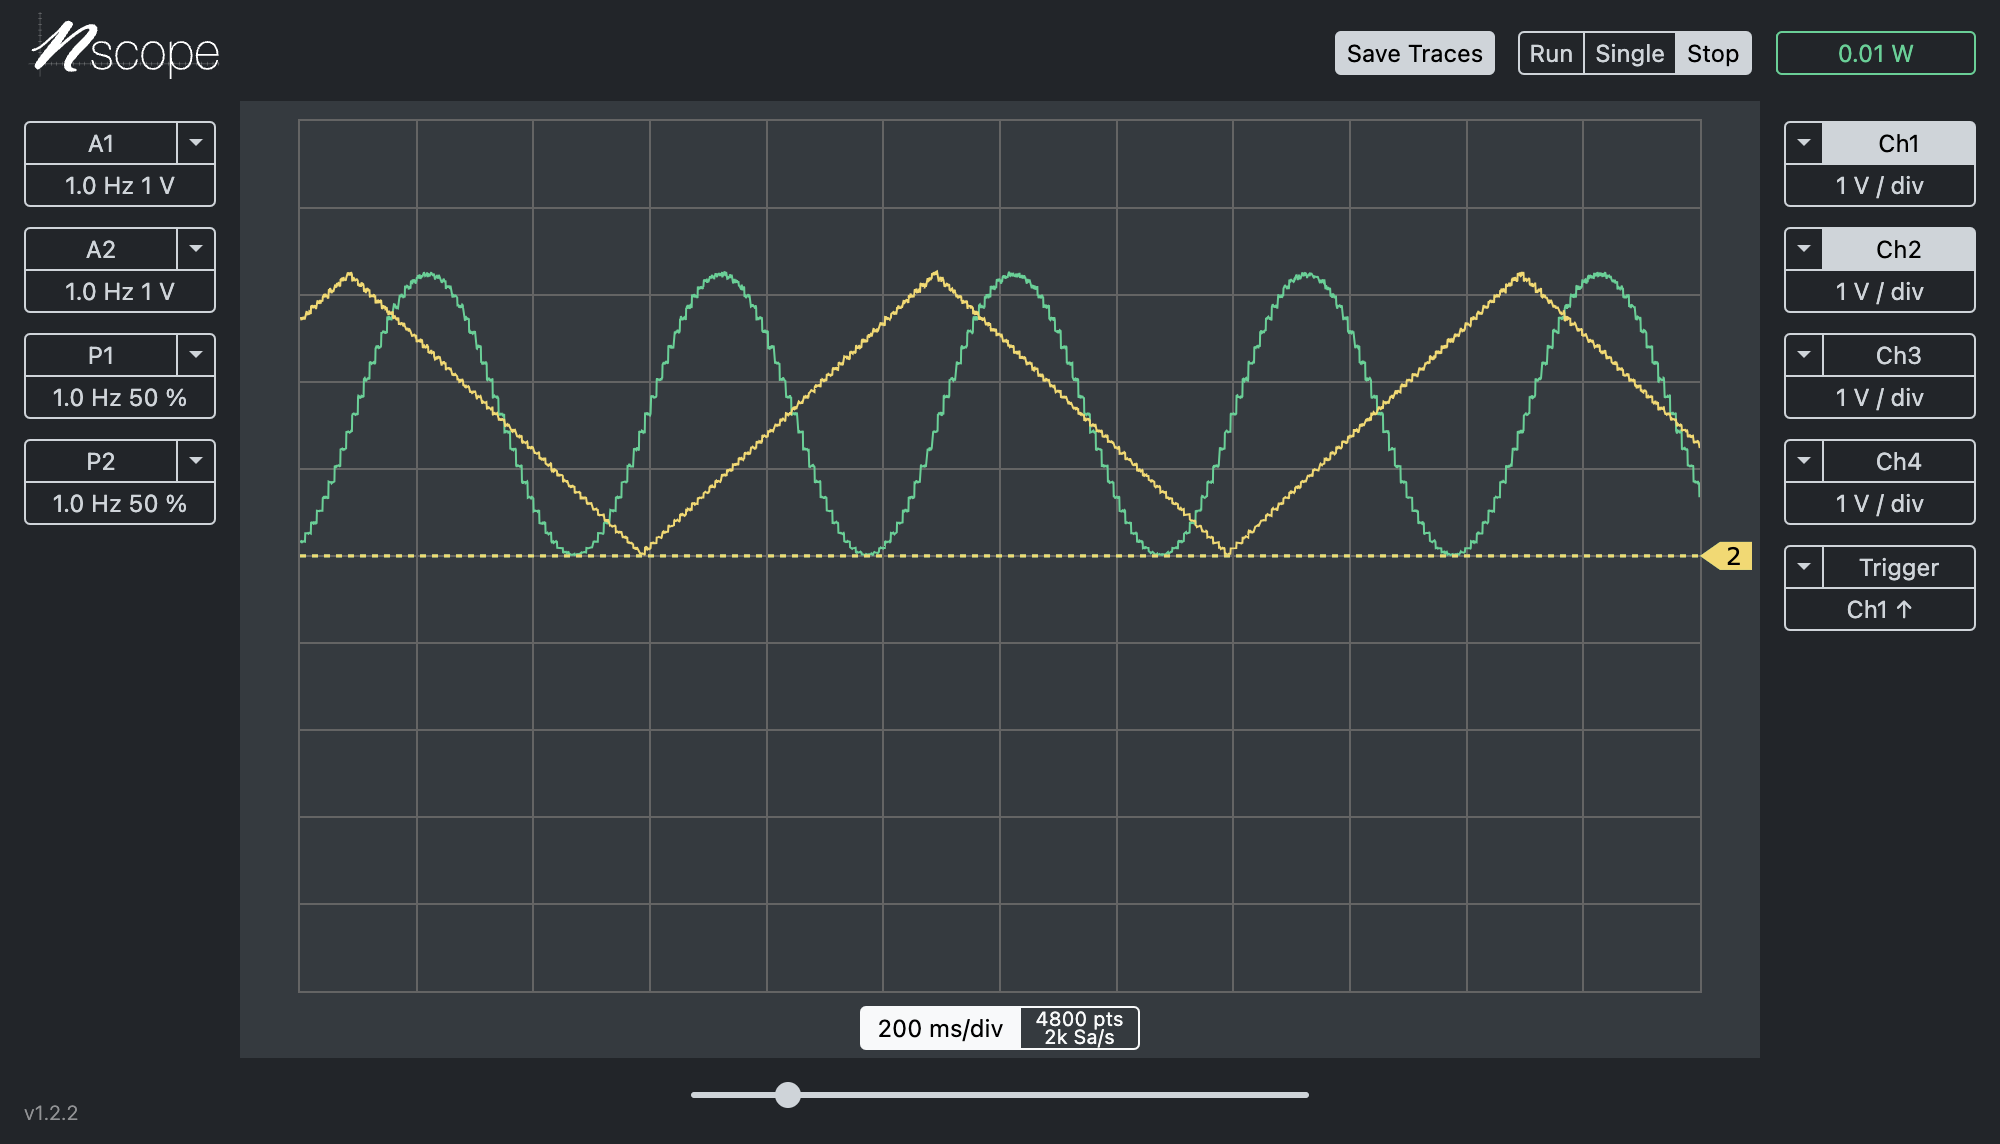 nscope
Save Traces
Run Single Stop
0.01 W
A1
1.0 Hz 1 V
A2
1.0 Hz 1 V
P1
1.0 Hz 50 %
P2
1.0 Hz 50 %
2
Ch1
1 V / div
Ch2
1 V / div
Ch3
1 V / div
Ch4
1 V / div
Trigger
Ch1 ↑
200 ms/div
4800 pts
2k Sa/s
v1.2.2